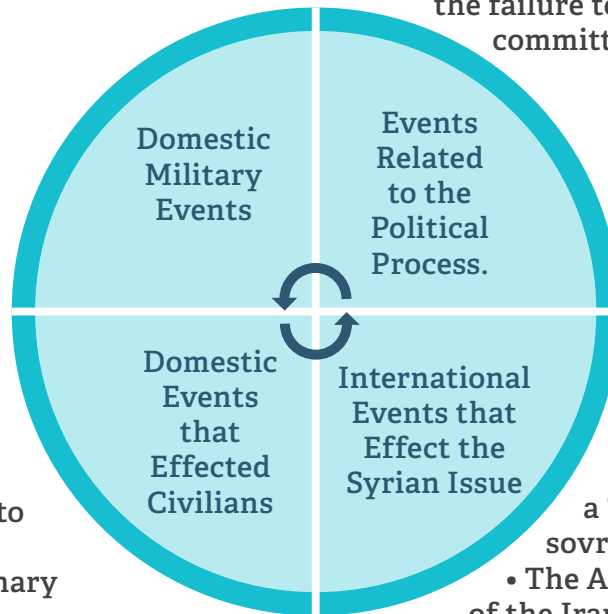 the failure to
committ
Domestic
Military
Events
Events
Related
to the
Political
Process.
Domestic
Events
that
Effected
Civilians
International
Events that
Effect the
Syrian Issue
to
nary
a
sovr
• The A
of the Iran